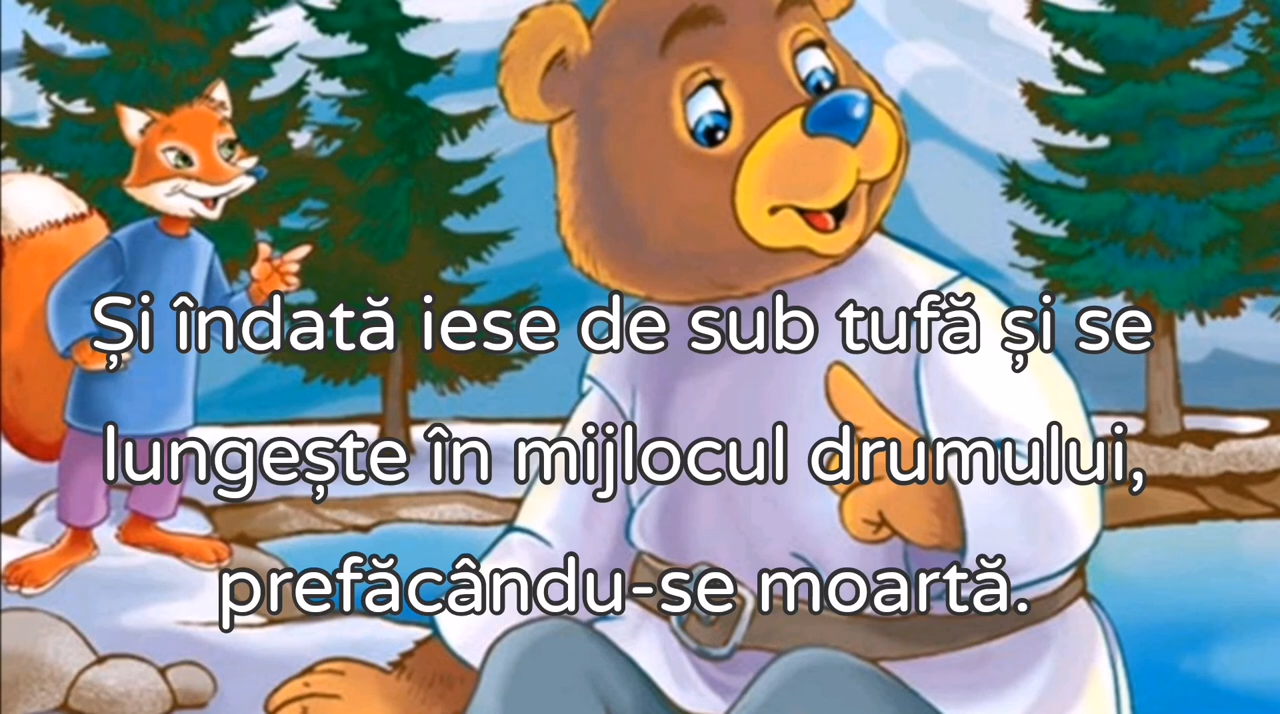 Și îndată iese de sub tufă și se
lungește în mijlocul drumului,
prefăcându-se moartă.